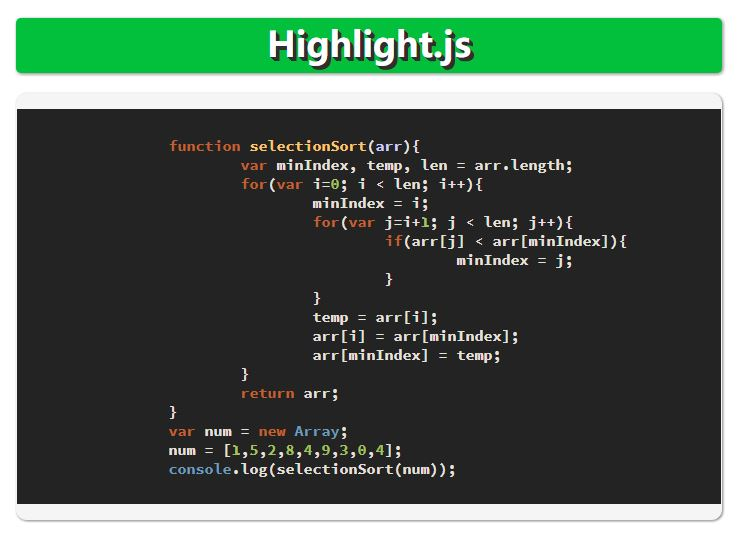 Highlight.js
function selectionSort(arr){
var minIndex, temp, len = arr.length;
for(var i=0; i < len; i++){
minIndex = i;
for(var j=i+1; j < len; j++){
if(arr[j] < arr[minIndex]){
minIndex = j;
}
}
temp = arr[i];
arr[i] = arr[minIndex];
arr[minIndex] = temp;
}
return arr;
}
var num = new Array;
num = [1,5,2,8,4,9,3,0,4];
console.log(selectionSort(num));